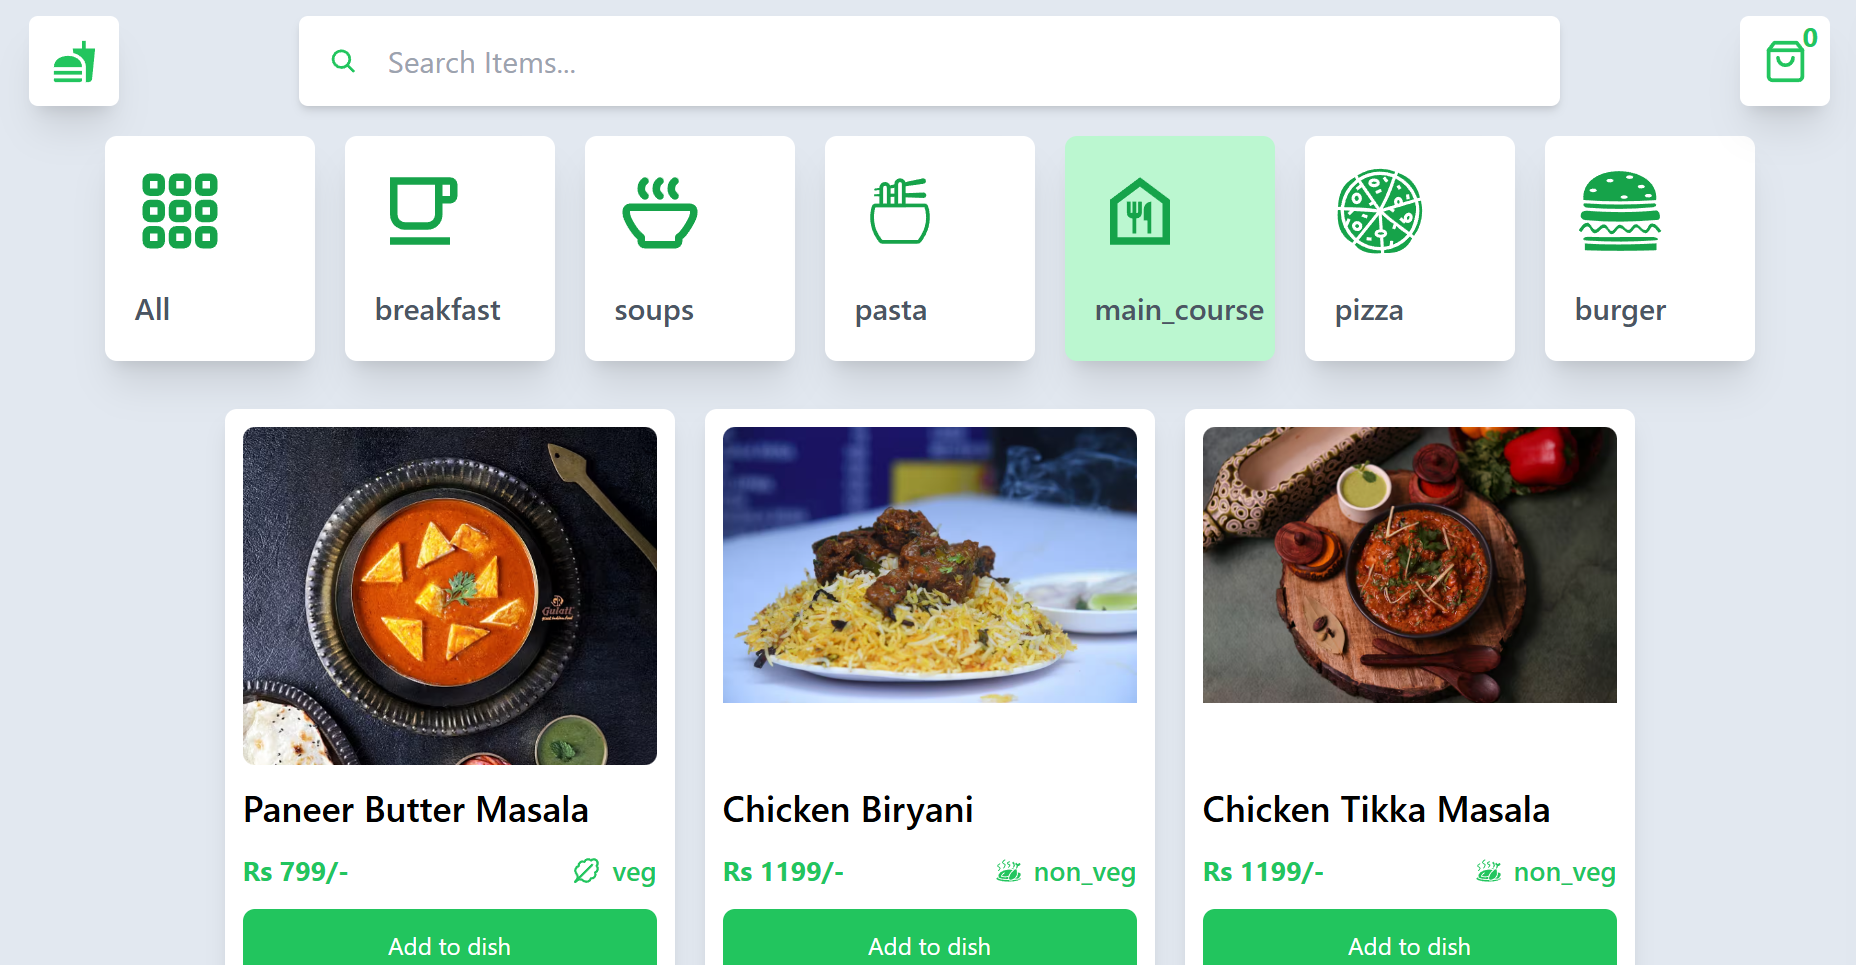 Search Items...
0
All
breakfast
soups
pasta
main_course
pizza
burger
Gulati
Paneer Butter Masala
Chicken Biryani
Chicken Tikka Masala
Rs 799/-
veg
Rs 1199/-
non_veg
Rs 1199/-
non_veg
Add to dish
Add to dish
Add to dish